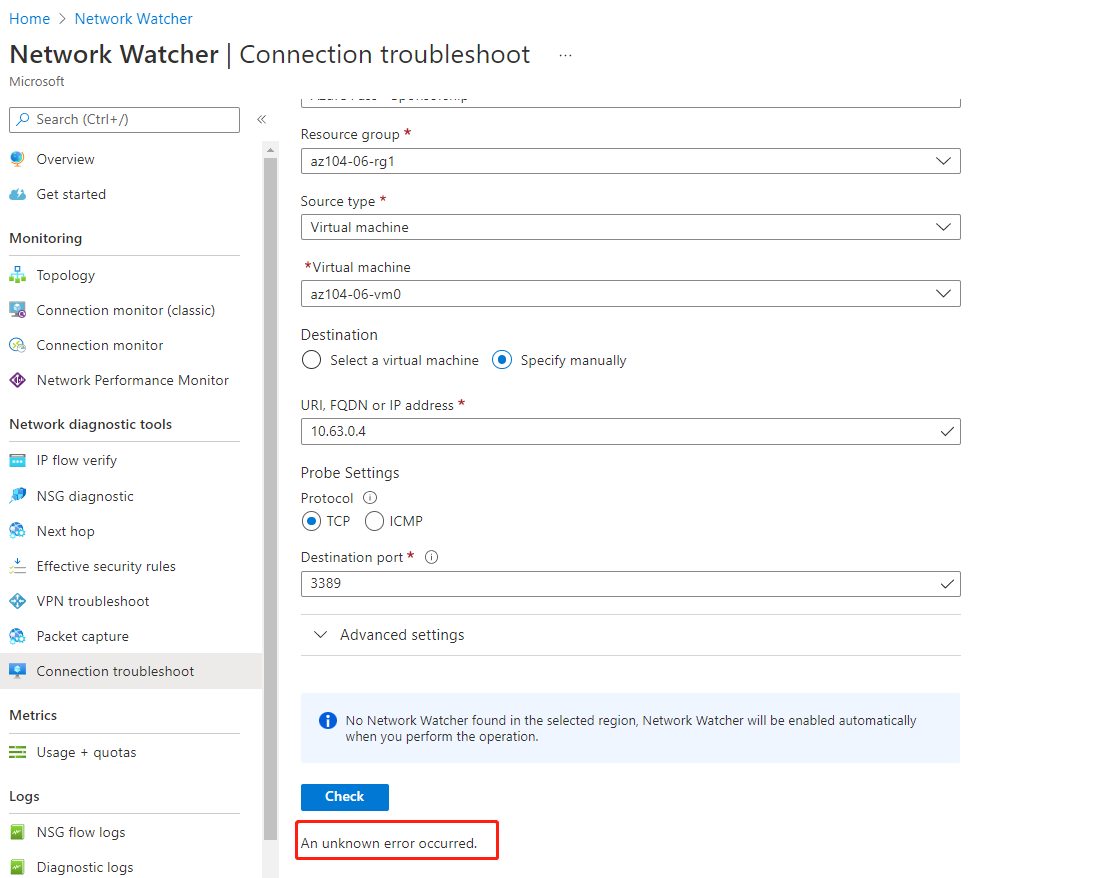 Home > Network Watcher
Network Watcher | Connection troubleshoot ...
Microsoft
Search (Ctrl+/)
«
Overview
Get started
Monitoring
Topology
Connection monitor (classic)
Connection monitor
Network Performance Monitor
Network diagnostic tools
IP flow verify
NSG diagnostic
Next hop
Effective security rules
VPN troubleshoot
Packet capture
Connection troubleshoot
Metrics
Usage + quotas
Logs
NSG flow logs
Diagnostic logs
Resource group *
az104-06-rg1
Source type *
Virtual machine
*Virtual machine
az104-06-vm0
Destination
Select a virtual machine Specify manually
URI, FQDN or IP address *
10.63.0.4
Probe Settings
Protocol
TCP ICMP
Destination port *
3389
Advanced settings
No Network Watcher found in the selected region, Network Watcher will be enabled automatically
when you perform the operation.
Check
An unknown error occurred.